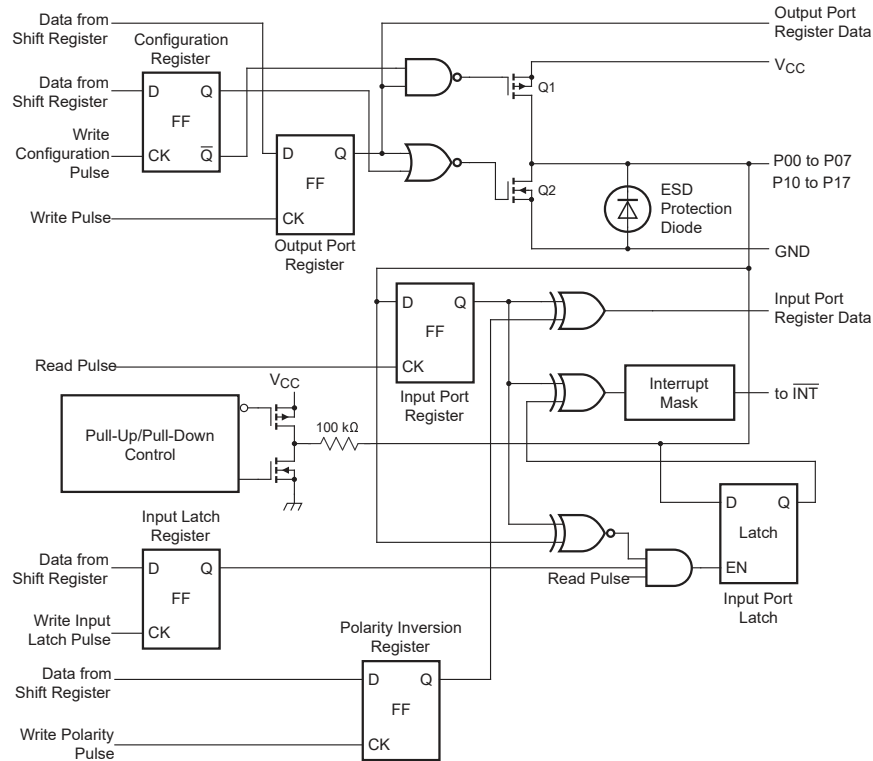 Data from
Shift Register
Configuration
Register
Output Port
Register Data
VCC
Data from
Shift Register
D
Q
FF
CK
Q
Q1
Write
Configuration
Pulse
D
Q
FF
CK
Q2
P00 to P07
P10 to P17
ESD
Protection
Diode
Write Pulse
Output Port
Register
GND
D
Q
FF
CK
Input Port
Register Data
Read Pulse
VCC
Input Port
Register
Interrupt
Mask
to INT
Pull-Up/Pull-Down
Control
100 kΩ
Input Latch
Register
D
Q
Latch
EN
Data from
Shift Register
D
Q
FF
CK
Read Pulse
Input Port
Latch
Write Input
Latch Pulse
Polarity Inversion
Register
Data from
Shift Register
D
Q
FF
CK
Write Polarity
Pulse